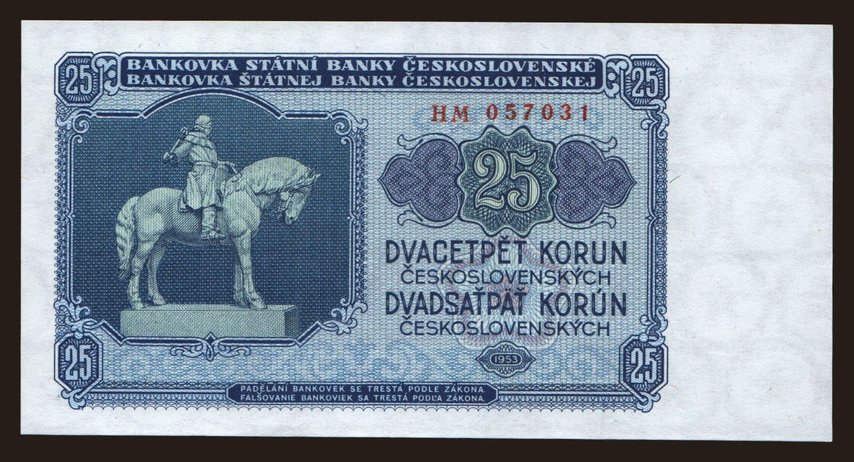 BANKOVKA STÁTNÍ BANKY ČESKOSLOVENSKÉ
BANKOVKA ŠTÁTNEJ BANKY ČESKOSLOVENSKEJ
25
25
HM 057031
25
DVACETPĚT KORUN
ČESKOSLOVENSKÝCH
DVADSAŤPÄŤ KORÚN
ČESKOSLOVENSKÝCH
1953
25
25
PADĚLÁNÍ BANKOVEK SE TRESTÁ PODLE ZÁKONA
FALŠOVANIE BANKOVIEK SA TRESTÁ PODĽA ZÁKONA